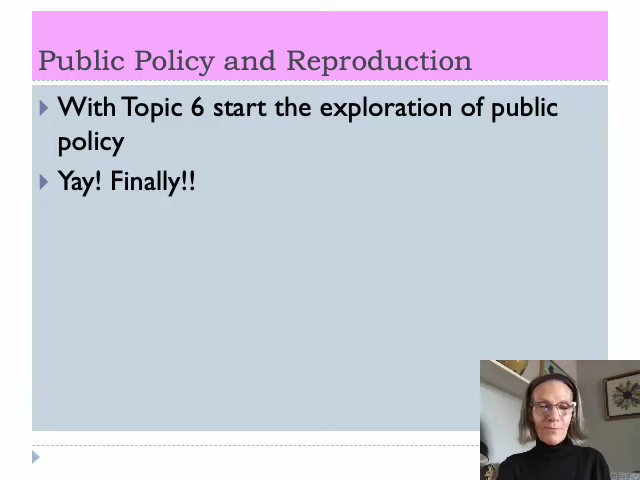 Public Policy and Reproduction
With Topic 6 start the exploration of public
policy
Yay! Finally!!